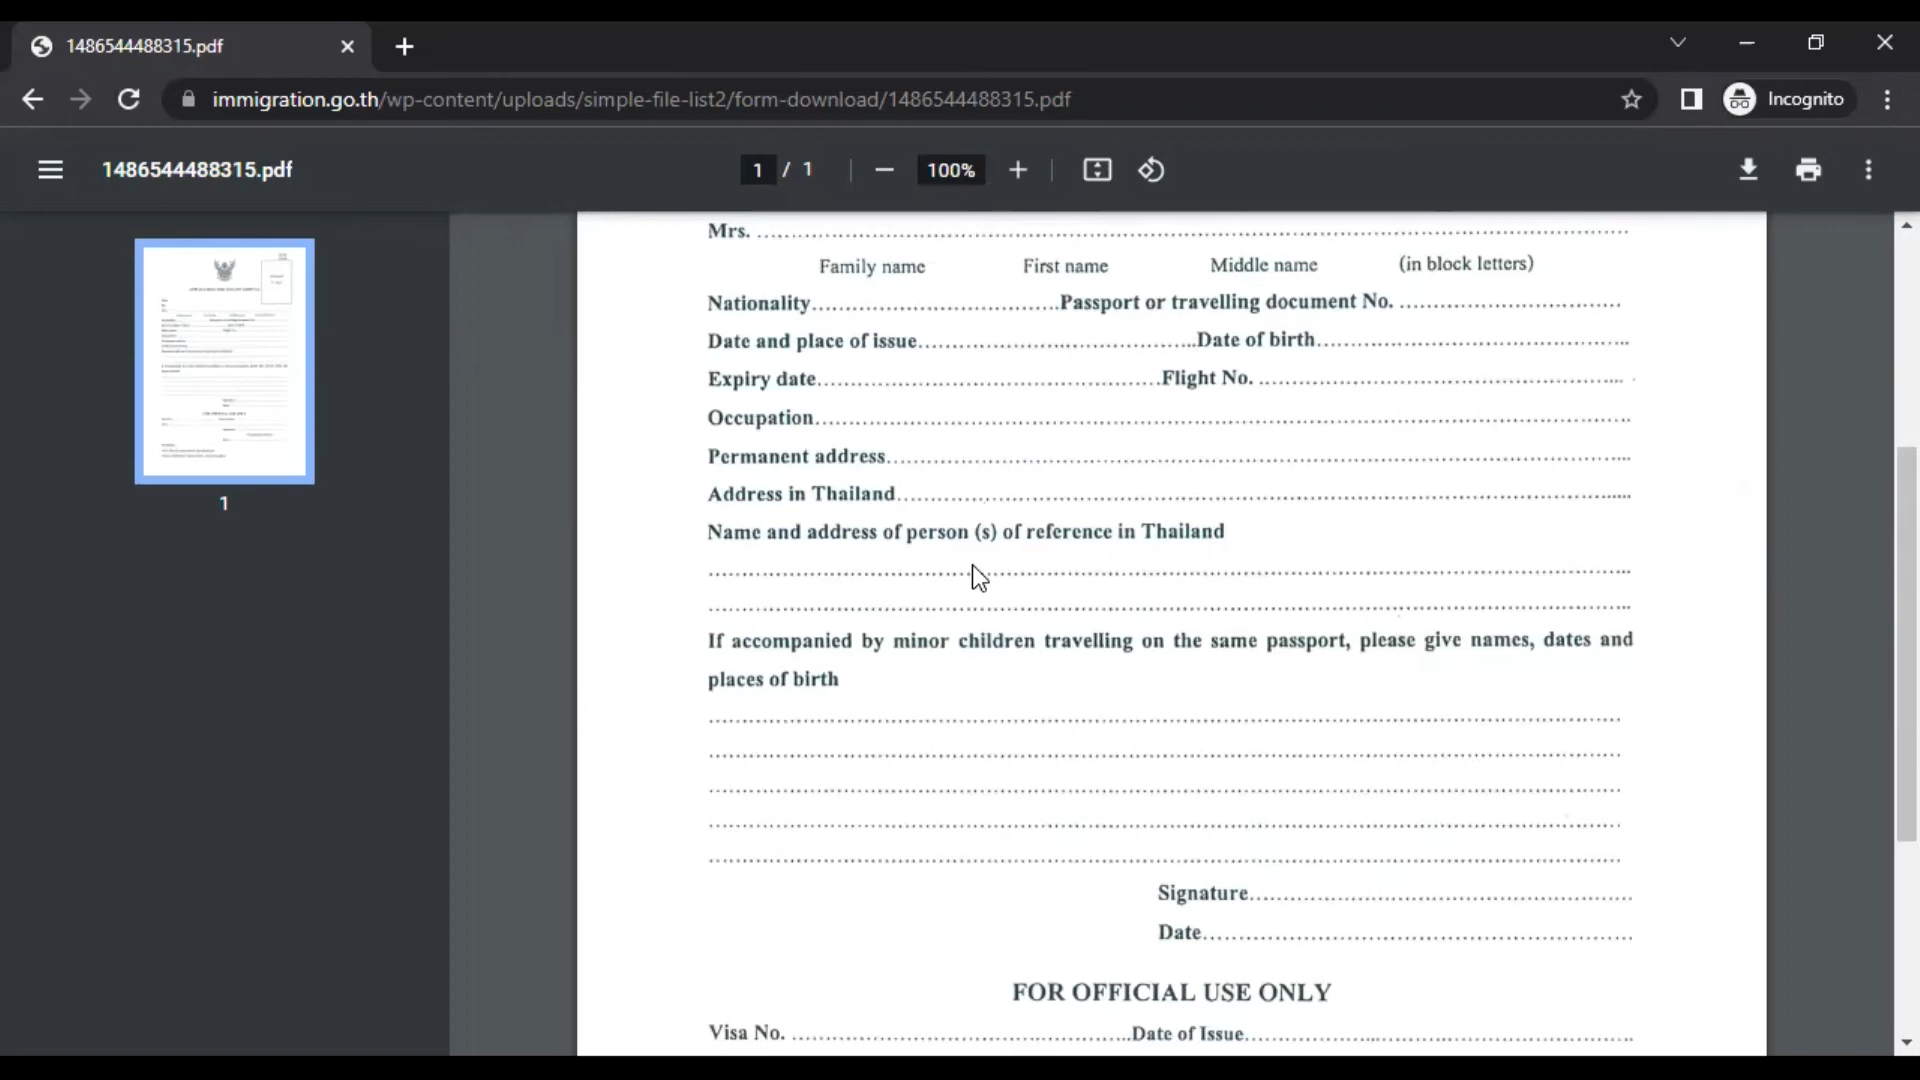 1486544488315.pdf
immigration.go.th/wp-content/uploads/simple-file-list2/form-download/1486544488315.pdf
Incognito
1486544488315.pdf
1 / 1
100%
1
Mrs. ........................................
Family name First name Middle name (in block letters)
Nationality....................Passport or travelling document No. ....................
Date and place of issue....................Date of birth....................
Expiry date....................Flight No. ....................
Occupation....................
Permanent address....................
Address in Thailand....................
Name and address of person (s) of reference in Thailand
If accompanied by minor children travelling on the same passport, please give names, dates and
places of birth
Signature....................
Date....................
FOR OFFICIAL USE ONLY
Visa No. ....................Date of Issue....................